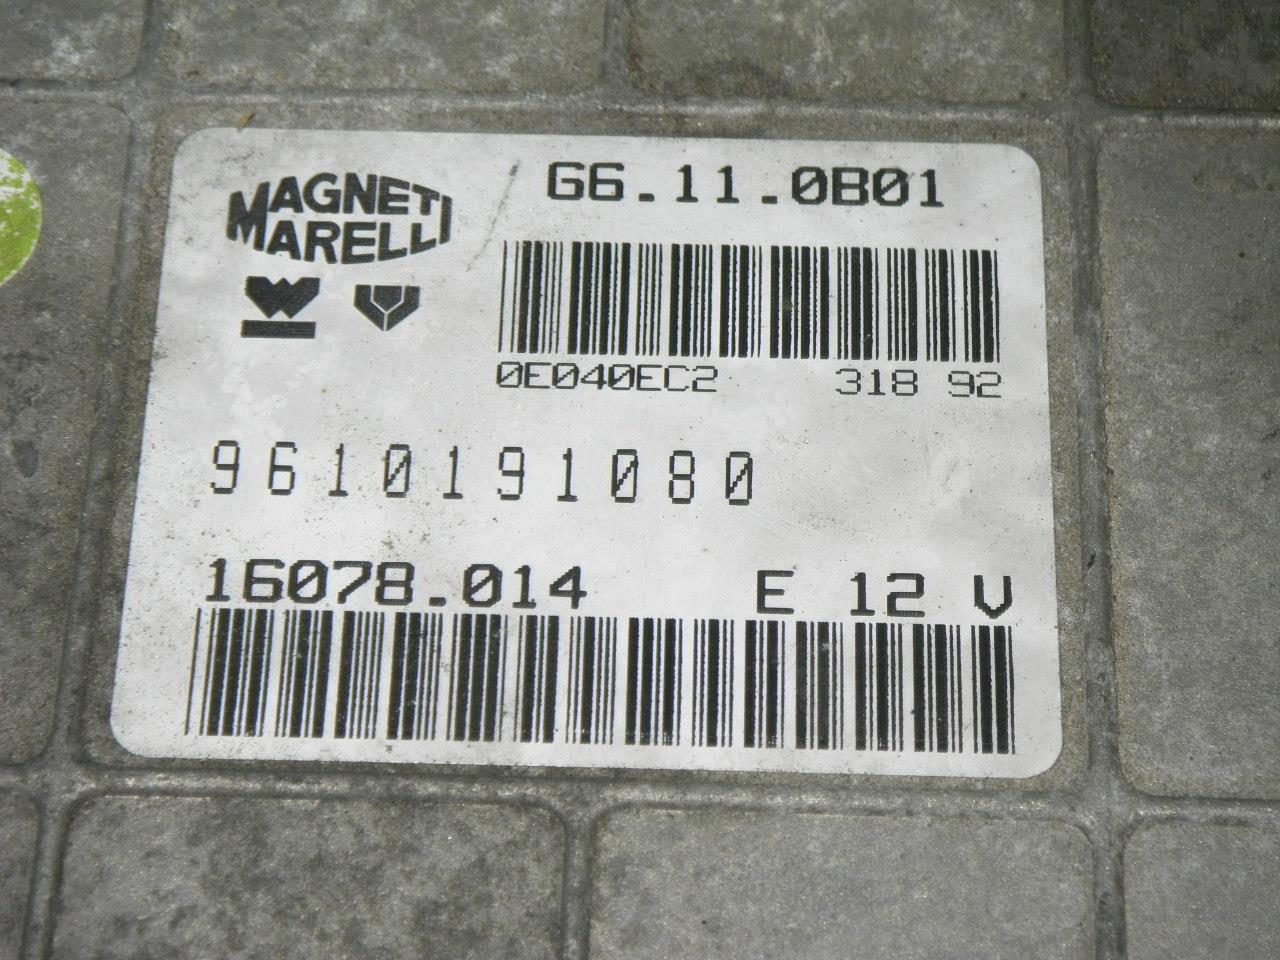 MAGNETI
MARELLI
G6.11.0B01
0E040EC2 318 92
9610191080
16078.014 E 12 V